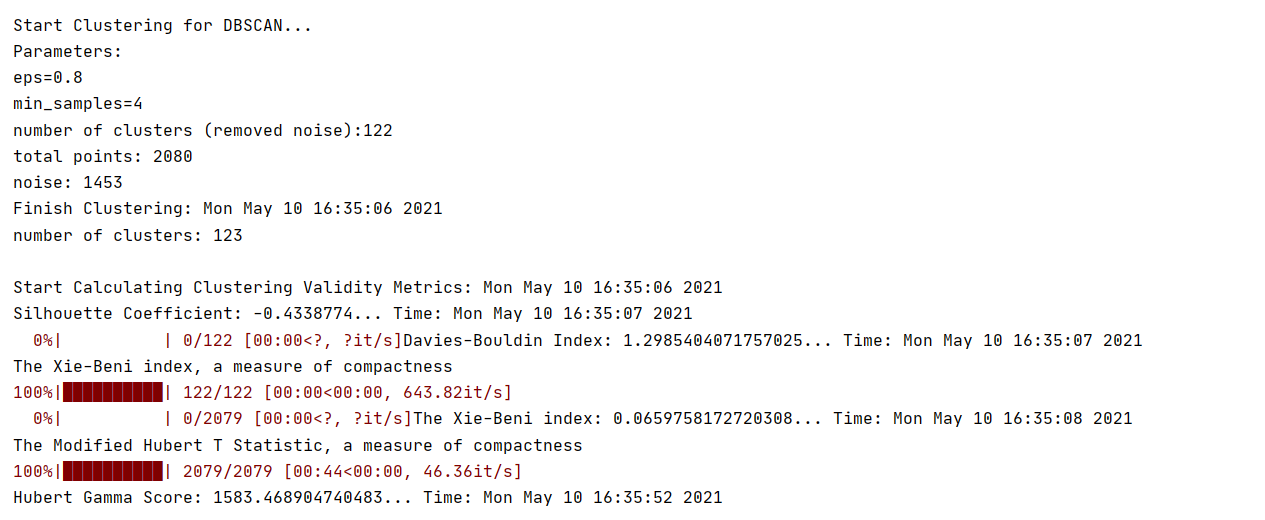 Start Clustering for DBSCAN...
Parameters:
eps=0.8
min_samples=4
number of clusters (removed noise):122
total points: 2080
noise: 1453
Finish Clustering: Mon May 10 16:35:06 2021
number of clusters: 123
Start Calculating Clustering Validity Metrics: Mon May 10 16:35:06 2021
Silhouette Coefficient: -0.4338774... Time: Mon May 10 16:35:07 2021
0%|          | 0/122 [00:00<?, ?it/s]Davies-Bouldin Index: 1.2985404071757025... Time: Mon May 10 16:35:07 2021
The Xie-Beni index, a measure of compactness
100%|██████████| 122/122 [00:00<00:00, 643.82it/s]
0%|          | 0/2079 [00:00<?, ?it/s]The Xie-Beni index: 0.0659758172720308... Time: Mon May 10 16:35:08 2021
The Modified Hubert T Statistic, a measure of compactness
100%|██████████| 2079/2079 [00:44<00:00, 46.36it/s]
Hubert Gamma Score: 1583.468904740483... Time: Mon May 10 16:35:52 2021